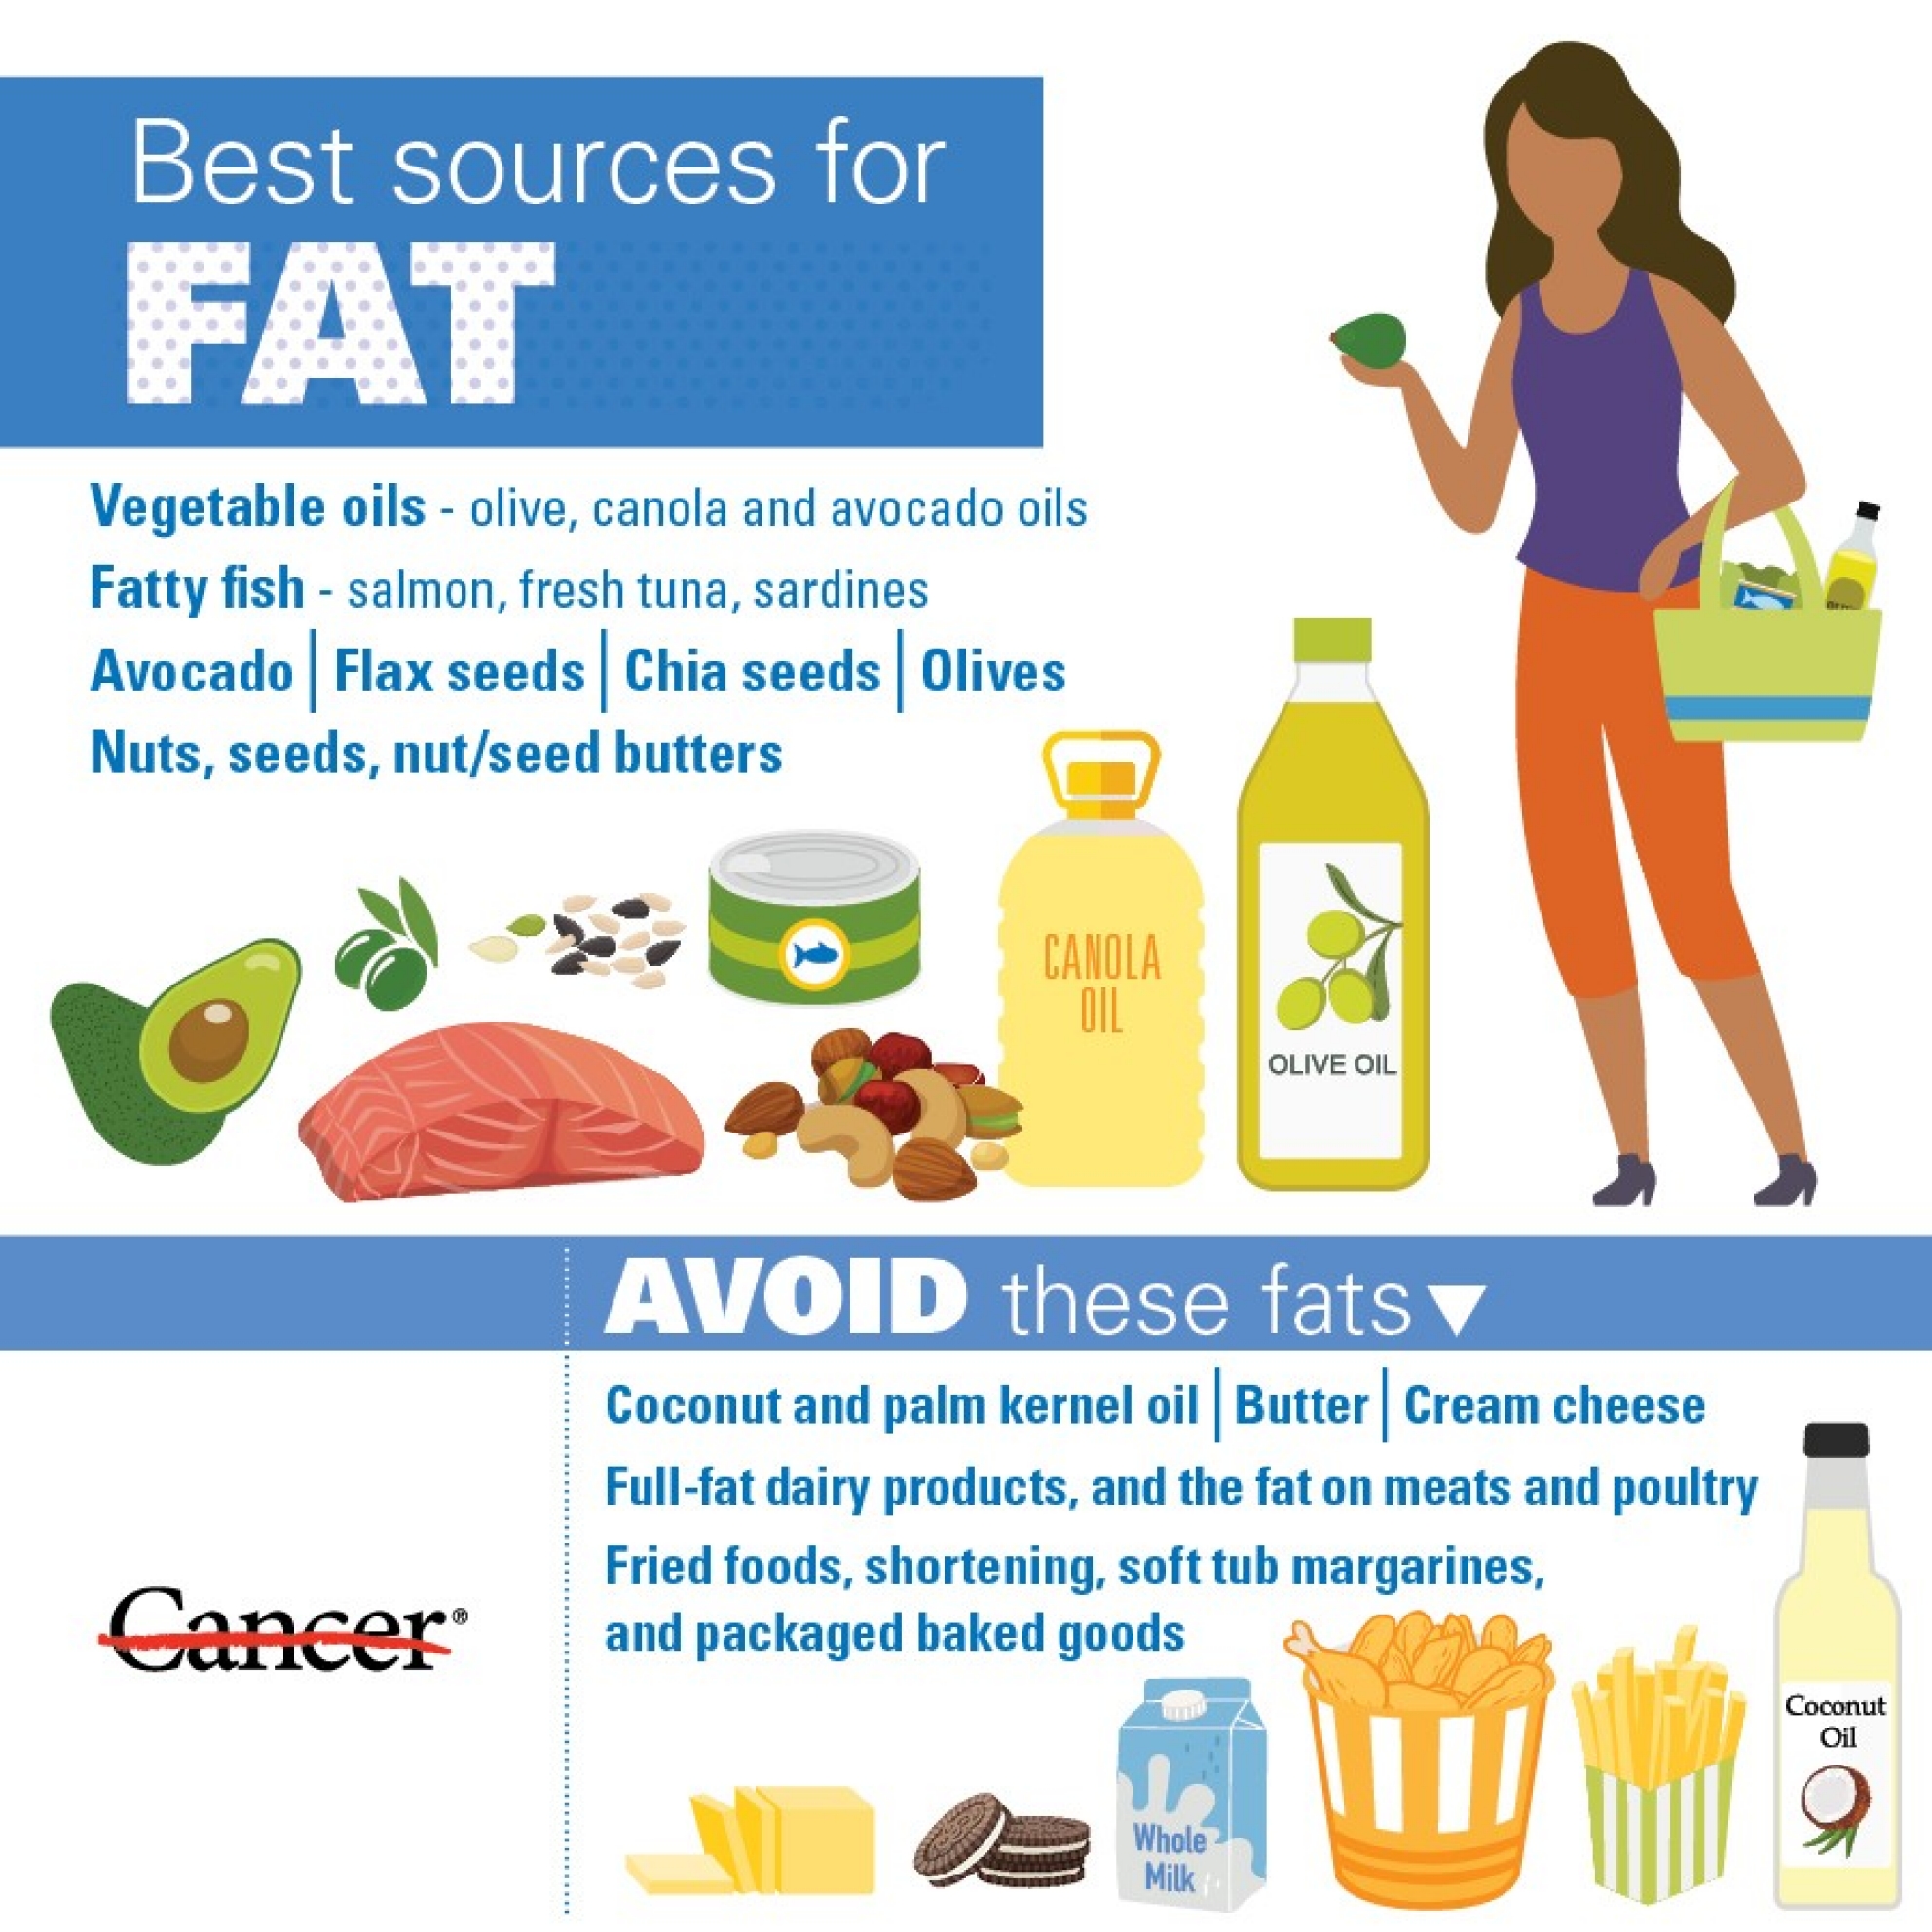 Best sources for
FAT
Vegetable oils - olive, canola and avocado oils
Fatty fish - salmon, fresh tuna, sardines
Avocado | Flax seeds | Chia seeds | Olives
Nuts, seeds, nut/seed butters
CANOLA
OIL
OLIVE OIL
AVOID these fats
Coconut and palm kernel oil | Butter | Cream cheese
Full-fat dairy products, and the fat on meats and poultry
Fried foods, shortening, soft tub margarines,
and packaged baked goods
Cancer®
Whole
Milk
Coconut
Oil